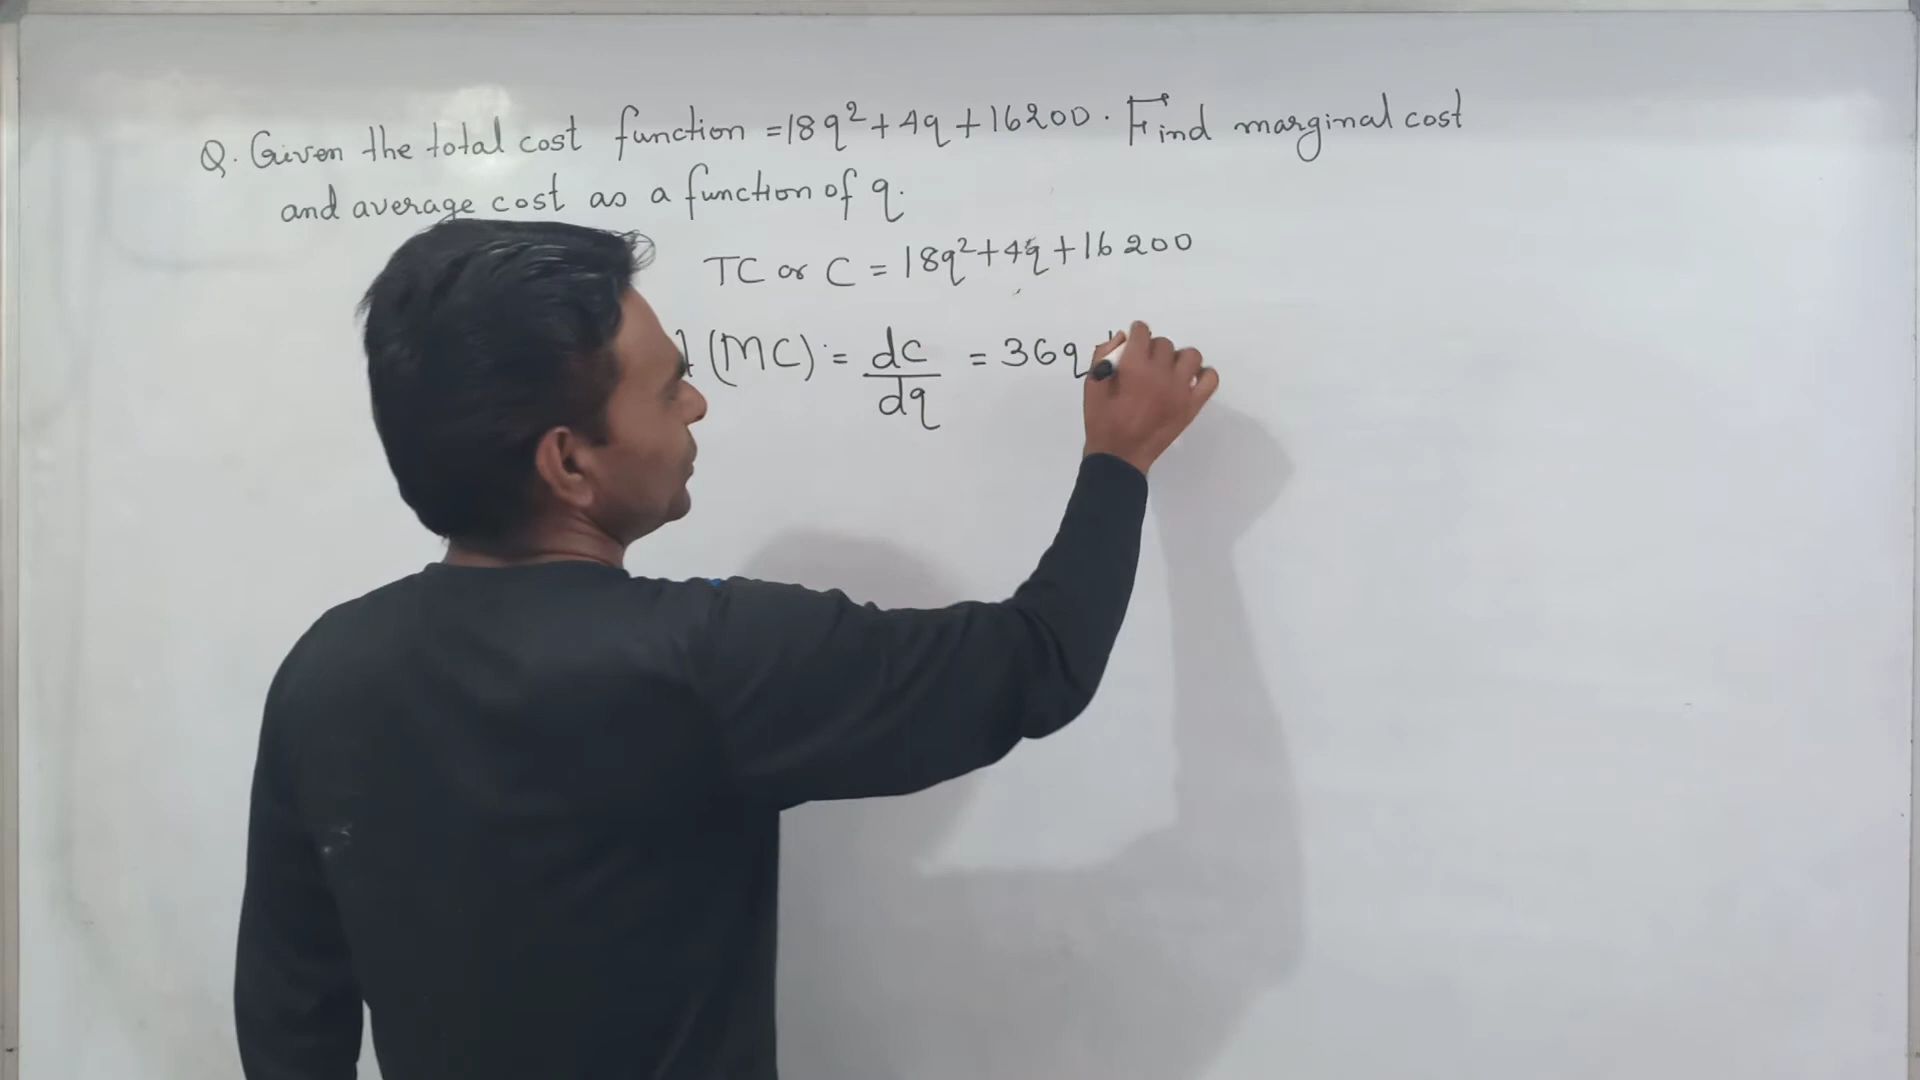 Q. Given the total cost function =18q²+4q+16200. Find marginal cost
and average cost as a function of q.
TC or C = 18q²+4q+16200
(MC) = dc/dq = 36q